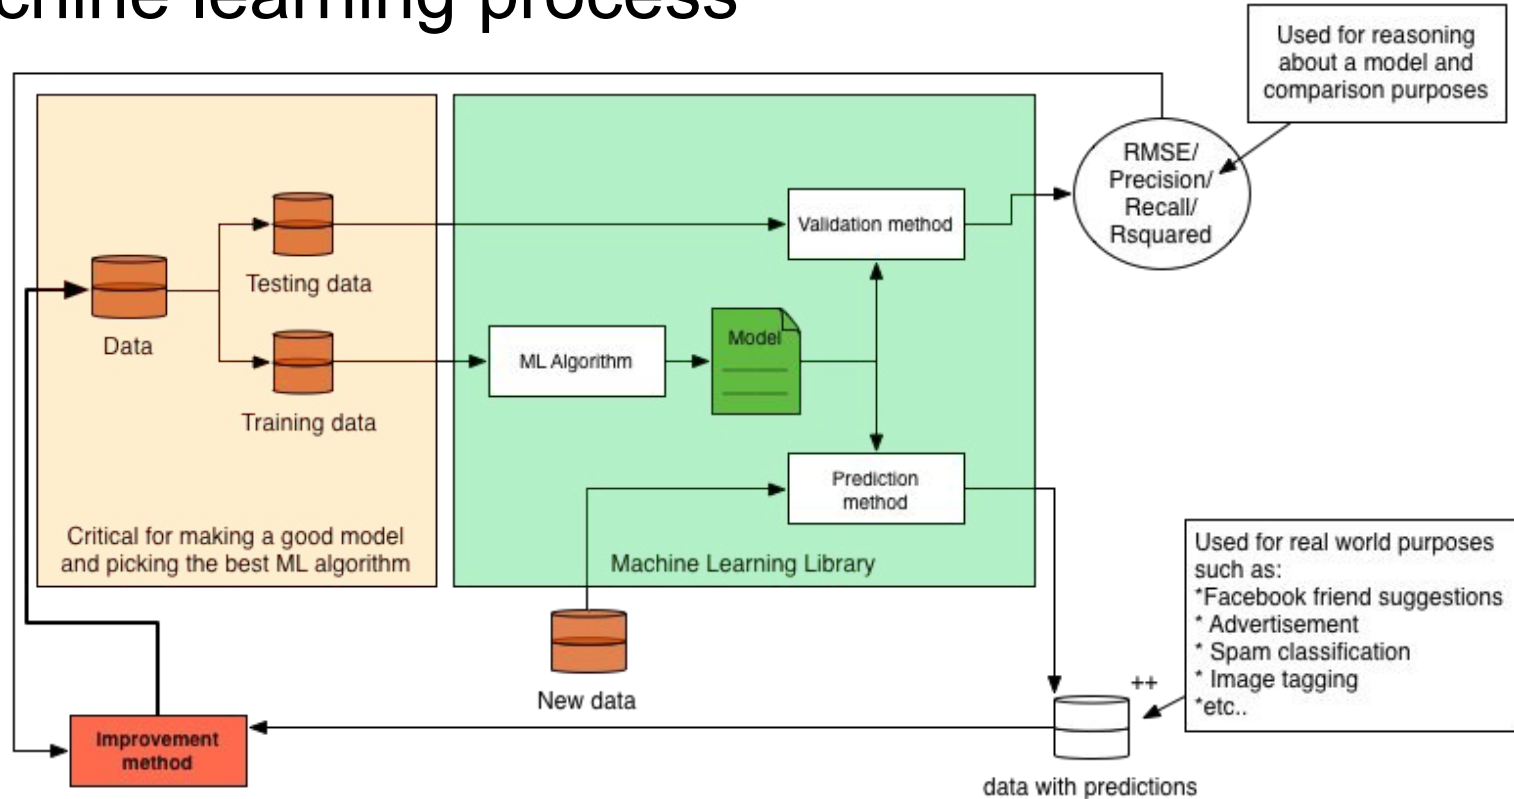 chine learning process
Used for reasoning
about a model and
comparison purposes
RMSE/
Precision/
Recall/
Rsquared
Validation method
Testing data
Data
Model
ML Algorithm
Training data
Prediction
method
Critical for making a good model
and picking the best ML algorithm
Machine Learning Library
Used for real world purposes
such as:
*Facebook friend suggestions
* Advertisement
* Spam classification
* Image tagging
*etc..
++
New data
Improvement
method
data with predictions